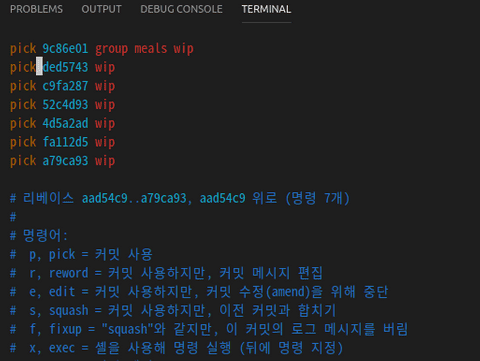 PROBLEMS OUTPUT DEBUG CONSOLE TERMINAL
pick 9c86e01 group meals wip
pick ded5743 wip
pick c9fa287 wip
pick 52c4d93 wip
pick 4d5a2ad wip
pick fa112d5 wip
pick a79ca93 wip
# 리베이스 aad54c9..a79ca93, aad54c9 위로 (명령 7개)
#
# 명령어:
# p, pick = 커밋 사용
# r, reword = 커밋 사용하지만, 커밋 메시지 편집
# e, edit = 커밋 사용하지만, 커밋 수정(amend)을 위해 중단
# s, squash = 커밋 사용하지만, 이전 커밋과 합치기
# f, fixup = "squash"와 같지만, 이 커밋의 로그 메시지를 버림
# x, exec = 셸을 사용해 명령 실행 (뒤에 명령 지정)